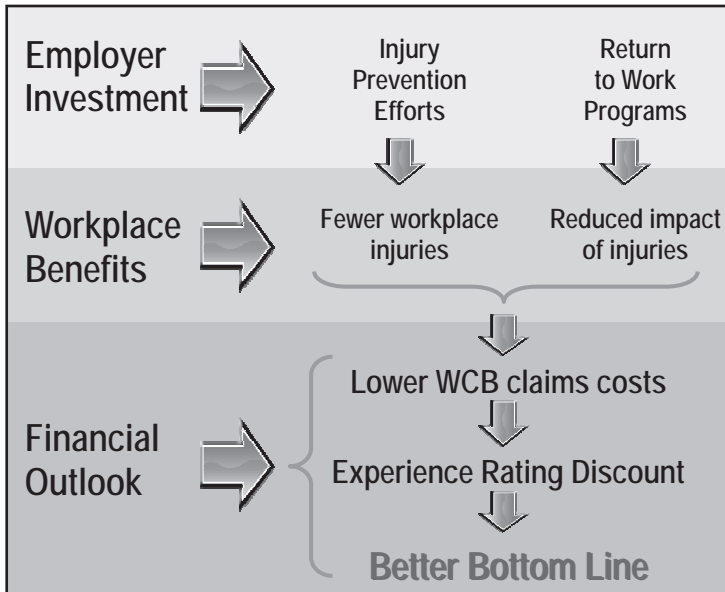 Employer
Investment
Injury
Prevention
Efforts
Return
to Work
Programs
Workplace
Benefits
Fewer workplace
injuries
Reduced impact
of injuries
Financial
Outlook
Lower WCB claims costs
Experience Rating Discount
Better Bottom Line